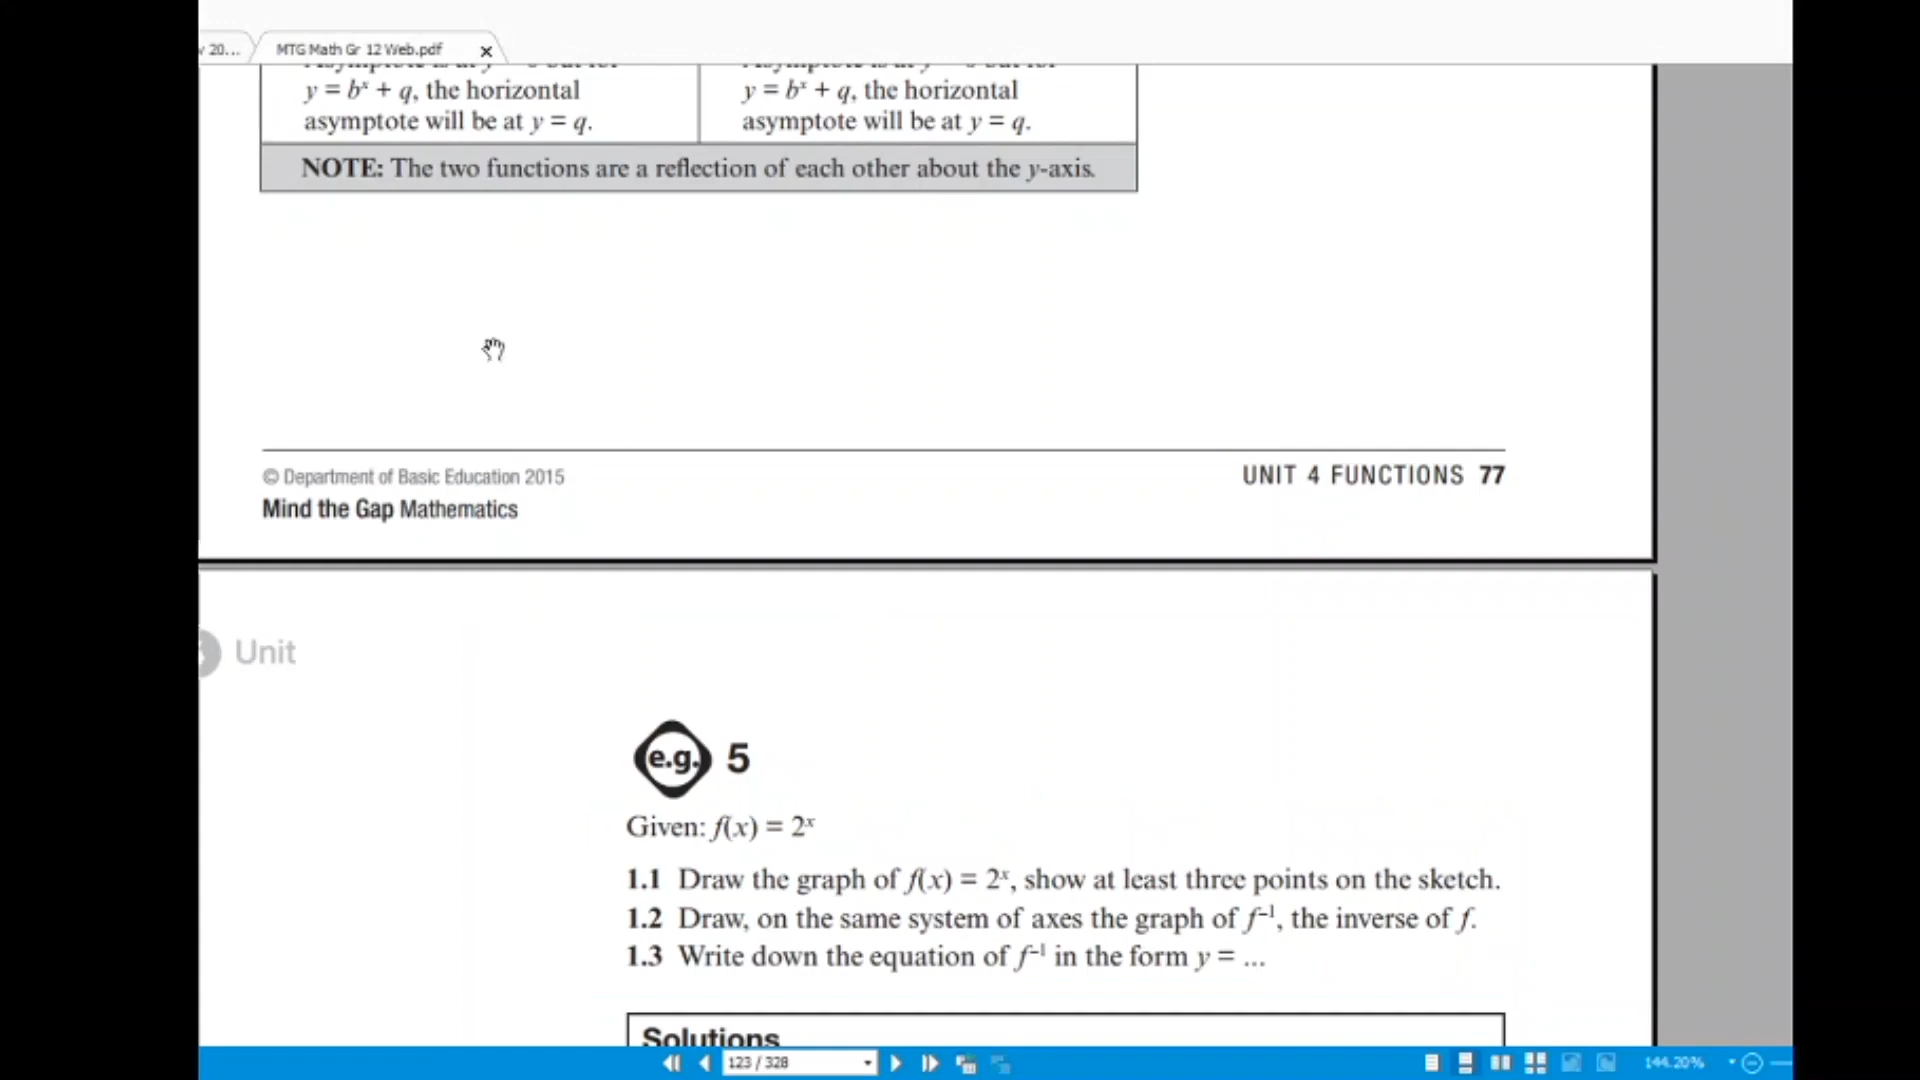 v 20...
MTG Math Gr 12 Web.pdf
y = bˣ + q, the horizontal
asymptote will be at y = q.
y = bˣ + q, the horizontal
asymptote will be at y = q.
NOTE: The two functions are a reflection of each other about the y-axis.
© Department of Basic Education 2015
Mind the Gap Mathematics
UNIT 4 FUNCTIONS 77
Unit
e.g. 5
Given: f(x) = 2ˣ
1.1 Draw the graph of f(x) = 2ˣ, show at least three points on the sketch.
1.2 Draw, on the same system of axes the graph of f⁻¹, the inverse of f.
1.3 Write down the equation of f⁻¹ in the form y = ...
Solutions
123 / 328
144.20%